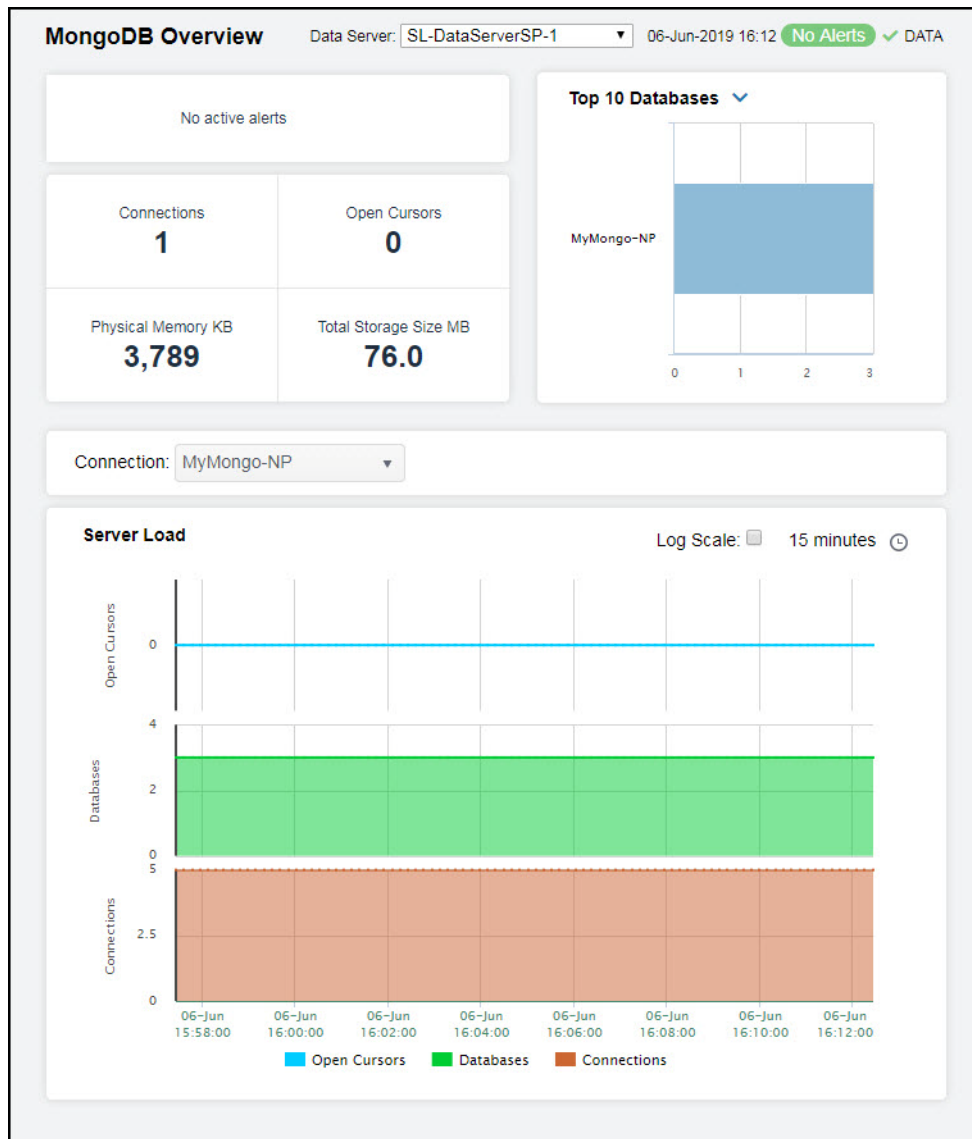 MongoDB Overview
Data Server: SL-DataServerSP-1 06-Jun-2019 16:12 No Alerts DATA
No active alerts
Connections
1
Open Cursors
0
Physical Memory KB
3,789
Total Storage Size MB
76.0
Top 10 Databases
MyMongo-NP
0 1 2 3
Connection: MyMongo-NP
Server Load
Log Scale: 15 minutes
Open Cursors
0
Databases
4
2
0
Connections
5
2.5
0
06-Jun 06-Jun 06-Jun 06-Jun 06-Jun 06-Jun 06-Jun 06-Jun
15:58:00 16:00:00 16:02:00 16:04:00 16:06:00 16:08:00 16:10:00 16:12:00
Open Cursors Databases Connections